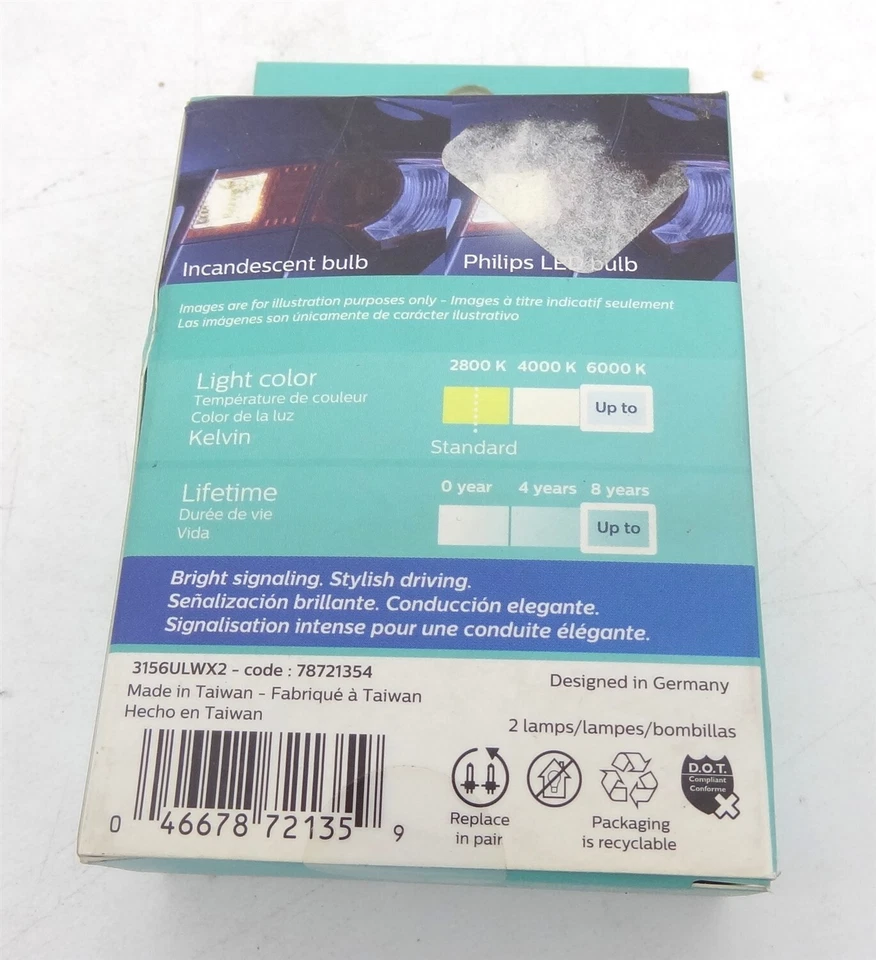 Incandescent bulb
Philips LED bulb
Images are for illustration purposes only - Images à titre indicatif seulement
Las imágenes son únicamente de carácter ilustrativo
Light color
Température de couleur
Color de la luz
Kelvin
2800 K 4000 K 6000 K
Up to
Standard
Lifetime
Durée de vie
Vida
0 year 4 years 8 years
Up to
Bright signaling. Stylish driving.
Señalización brillante. Conducción elegante.
Signalisation intense pour une conduite élégante.
3156ULWX2 - code : 78721354
Made in Taiwan - Fabriqué à Taiwan
Hecho en Taiwan
Designed in Germany
2 lamps/lampes/bombillas
0 46678 72135 9
Replace
in pair
Packaging
is recyclable
D.O.T.
Compliant
Conforme